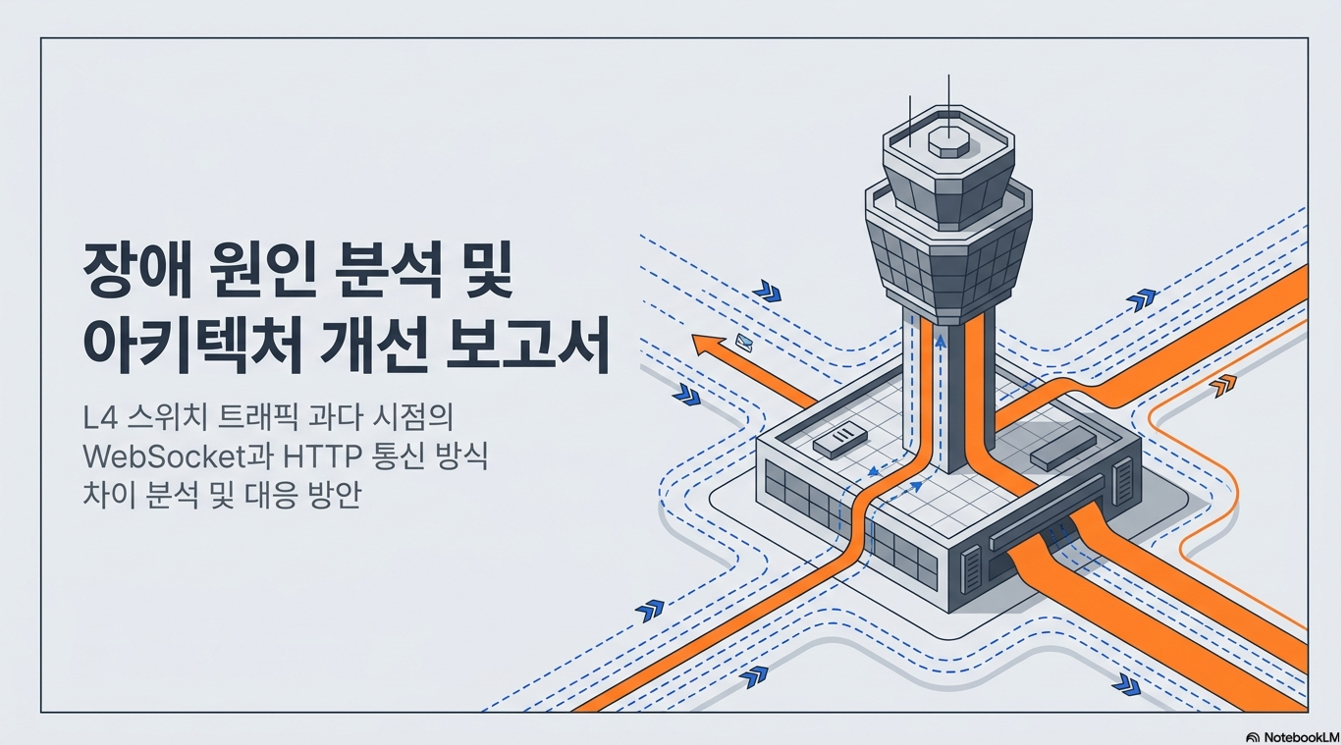 장애 원인 분석 및
아키텍처 개선 보고서
L4 스위치 트래픽 과다 시점의
WebSocket과 HTTP 통신 방식
차이 분석 및 대응 방안
NotebookLM